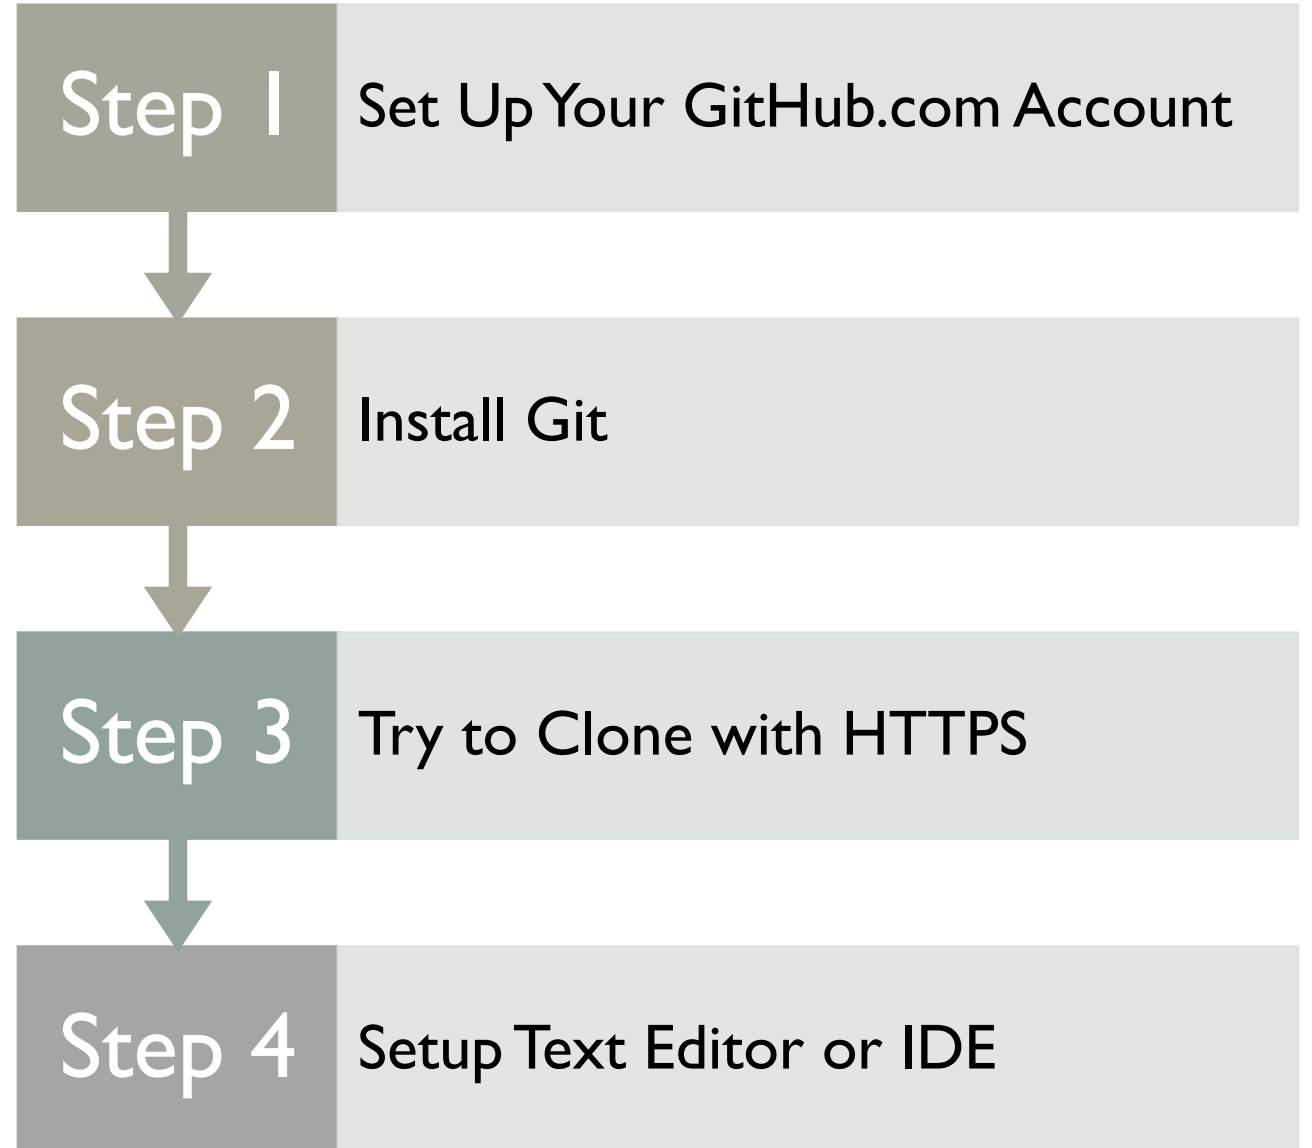 Step 1
Set Up Your GitHub.com Account
Step 2
Install Git
Step 3
Try to Clone with HTTPS
Step 4
Setup Text Editor or IDE